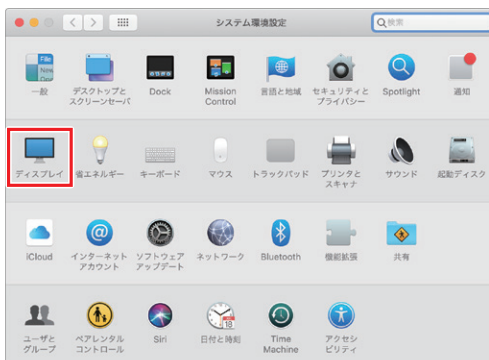 システム環境設定
検索
File
New
Ope
一般
デスクトップと
スクリーンセーバ
Dock
Mission
Control
言語と地域
セキュリティと
プライバシー
Spotlight
通知
ディスプレイ
省エネルギー
キーボード
マウス
トラックパッド
プリンタと
スキャナ
サウンド
起動ディスク
iCloud
インターネット
アカウント
ソフトウェア
アップデート
ネットワーク
Bluetooth
機能拡張
共有
ユーザと
グループ
ペアレンタル
コントロール
Siri
18
日付と時刻
Time
Machine
アクセシ
ビリティ